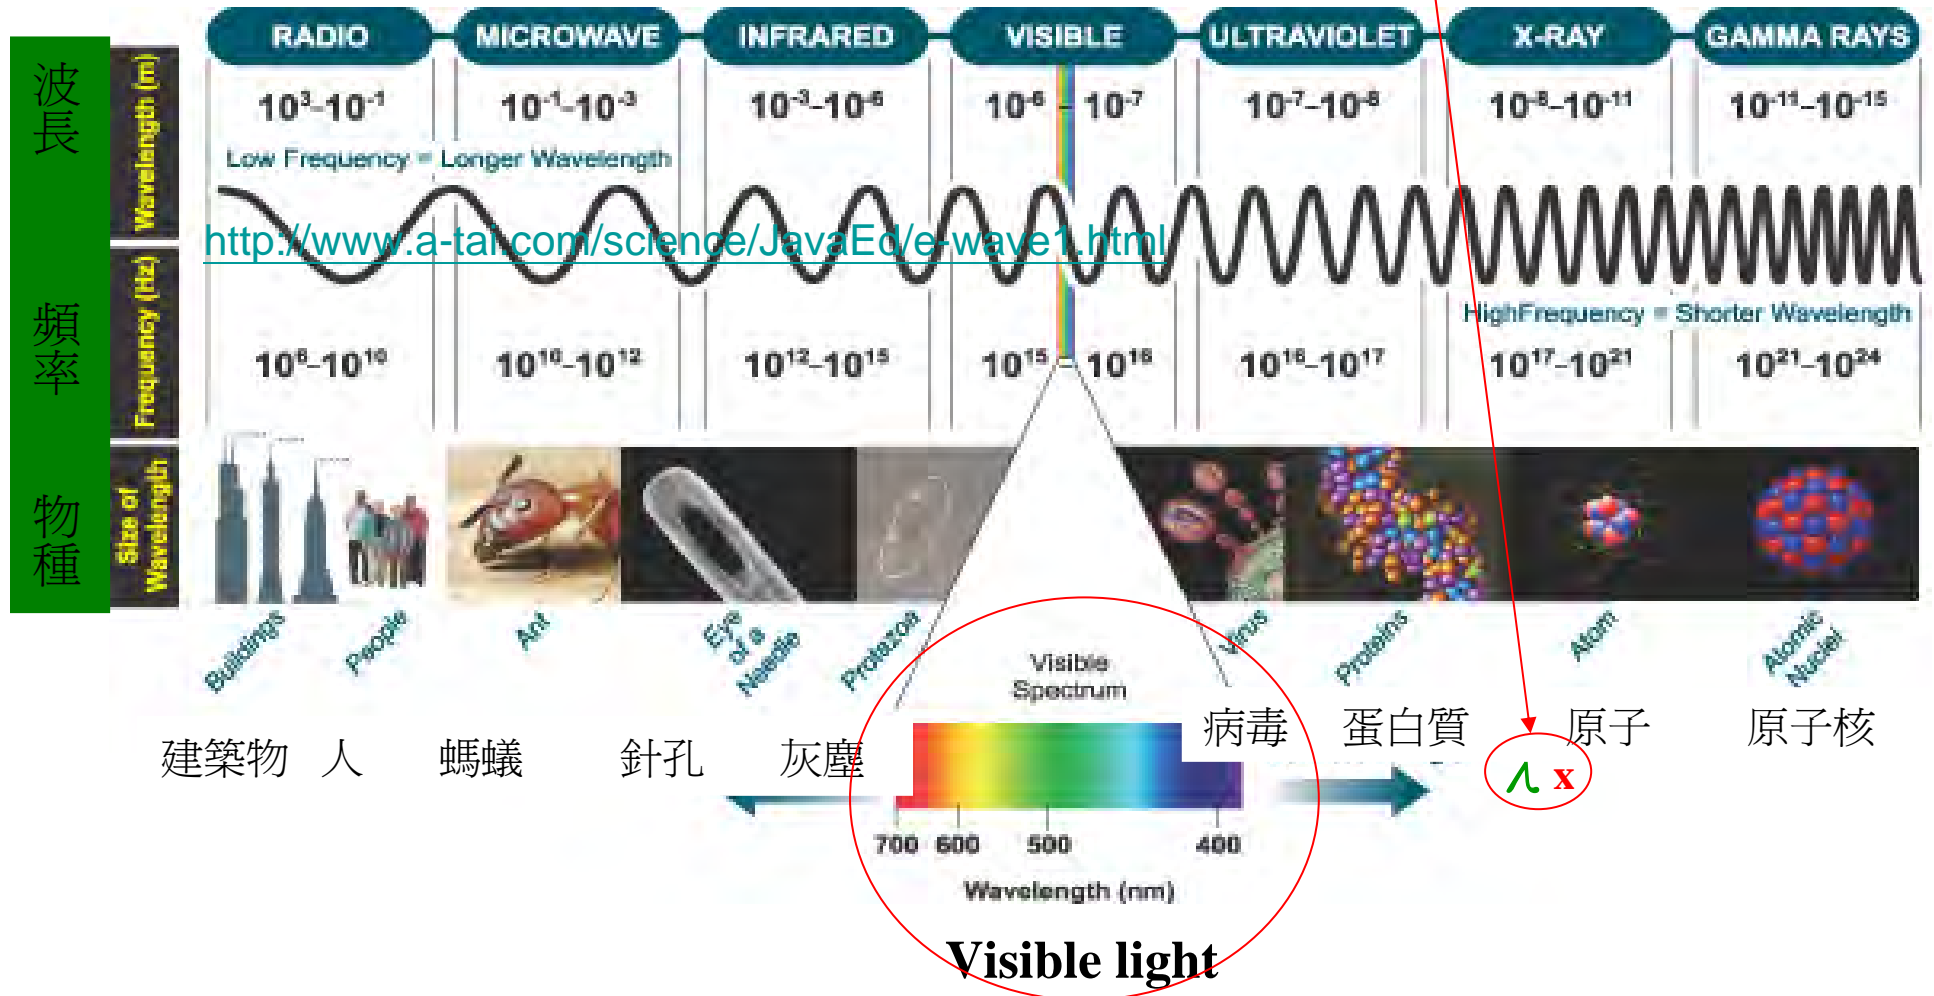 RADIO
MICROWAVE
INFRARED
VISIBLE
ULTRAVIOLET
X-RAY
GAMMA RAYS
波長
Wavelength (m)
10³-10⁻¹
10⁻¹-10⁻³
10⁻³-10⁻⁶
10⁻⁶ - 10⁻⁷
10⁻⁷-10⁻⁸
10⁻⁸-10⁻¹¹
10⁻¹¹-10⁻¹⁵
Low Frequency = Longer Wavelength
http://www.a-tai.com/science/JavaEd/e-wave1.html
HighFrequency = Shorter Wavelength
頻率
Frequency (Hz)
10⁶-10¹⁰
10¹⁰-10¹²
10¹²-10¹⁵
10¹⁵ - 10¹⁶
10¹⁶-10¹⁷
10¹⁷-10²¹
10²¹-10²⁴
物種
Size of
Wavelength
Buildings
People
Ant
Eye
of a
Needle
Protozoa
Virus
Proteins
Atom
Atomic
Nuclei
建築物
人
螞蟻
針孔
灰塵
病毒
蛋白質
原子
原子核
Visible
Spectrum
700 600 500 400
Wavelength (nm)
Visible light
x